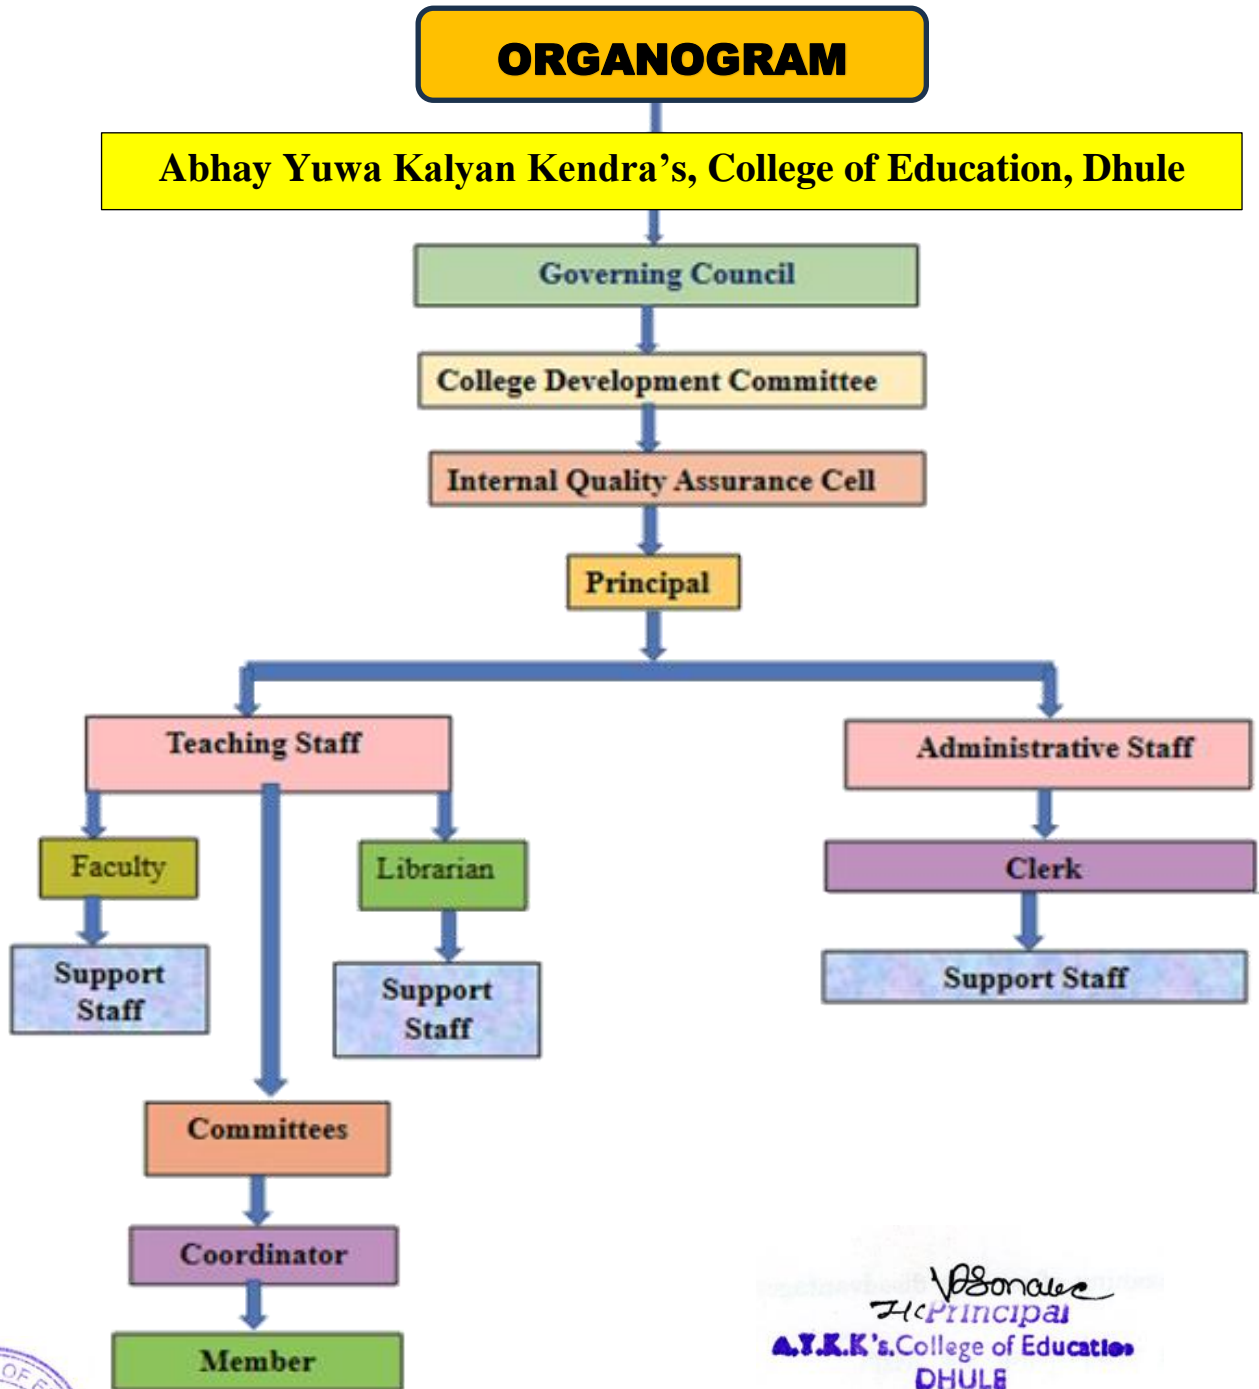 ORGANOGRAM
Abhay Yuwa Kalyan Kendra’s, College of Education, Dhule
Governing Council
College Development Committee
Internal Quality Assurance Cell
Principal
Teaching Staff
Administrative Staff
Faculty
Librarian
Clerk
Support
Staff
Support
Staff
Support Staff
Committees
Coordinator
Member
I/c Principal
A.Y.K.K's. College of Education
DHULE
OF